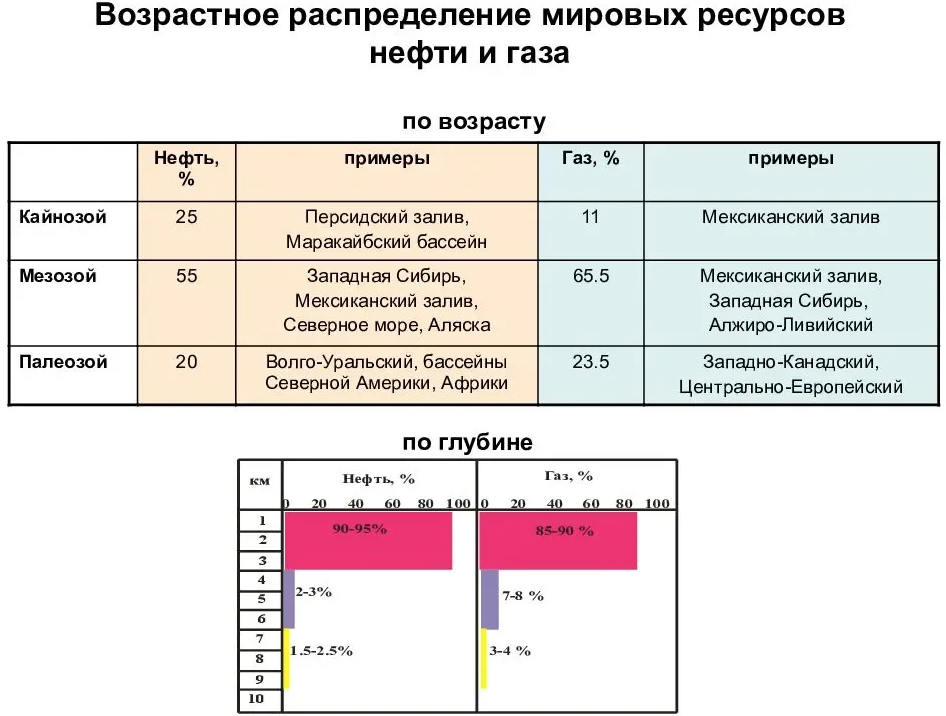 Возрастное распределение мировых ресурсов
нефти и газа
по возрасту
Нефть, % примеры Газ, % примеры
Кайнозой 25 Персидский залив, 11 Мексиканский залив
Маракайбский бассейн
Мезозой 55 Западная Сибирь, 65.5 Мексиканский залив,
Мексиканский залив, Западная Сибирь,
Северное море, Аляска Алжиро-Ливийский
Палеозой 20 Волго-Уральский, бассейны 23.5 Западно-Канадский,
Северной Америки, Африки Центрально-Европейский
по глубине
км Нефть, % Газ, %
0 20 40 60 80 100 0 20 40 60 80 100
1
90-95% 85-90 %
2
3
4
2-3% 7-8 %
5
6
7
1.5-2.5% 3-4 %
8
9
10